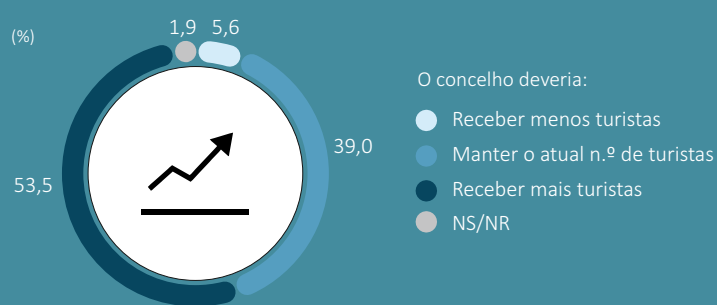 (%)
1,9 5,6
39,0
53,5
O concelho deveria:
Receber menos turistas
Manter o atual n.º de turistas
Receber mais turistas
NS/NR